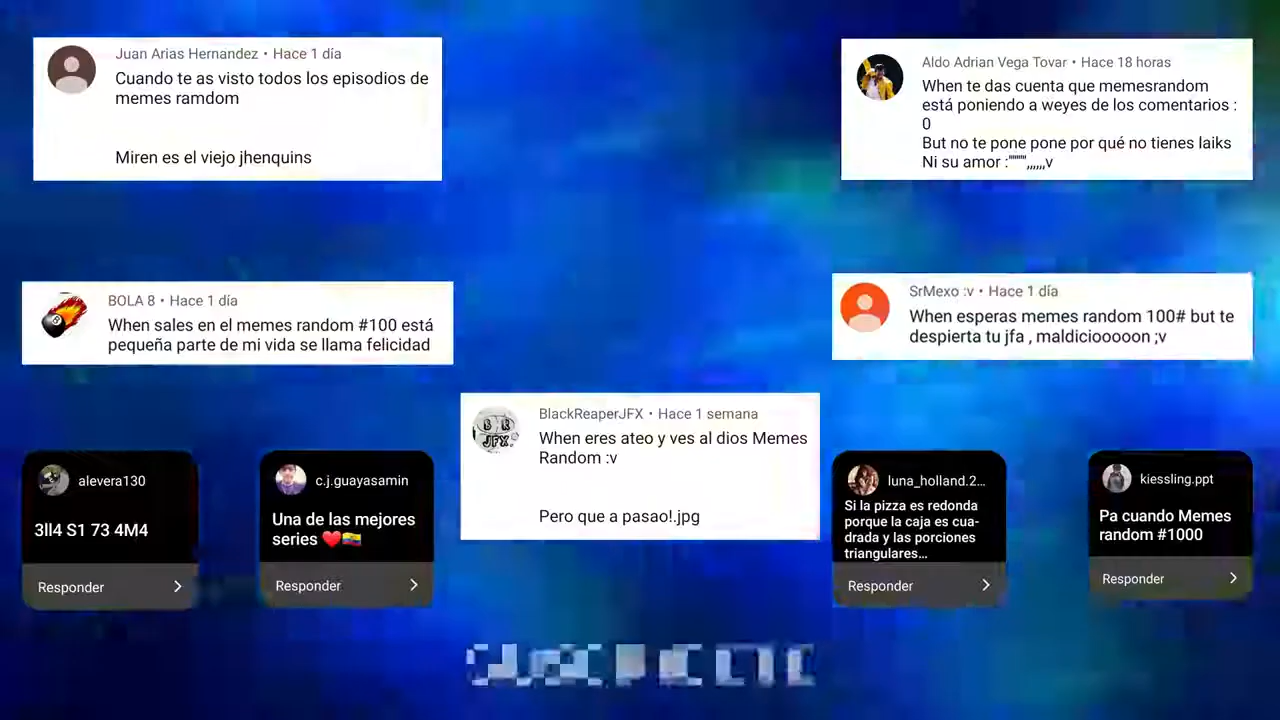 Juan Arias Hernandez • Hace 1 día
Cuando te as visto todos los episodios de
memes ramdom
Miren es el viejo jhenquins
Aldo Adrian Vega Tovar • Hace 18 horas
When te das cuenta que memesrandom
está poniendo a weyes de los comentarios :
0
But no te pone pone por qué no tienes laiks
Ni su amor :"""",,,,,,v
BOLA 8 • Hace 1 día
When sales en el memes random #100 está
pequeña parte de mi vida se llama felicidad
SrMexo :v • Hace 1 día
When esperas memes random 100# but te
despierta tu jfa , maldiciooooon ;v
BlackReaperJFX • Hace 1 semana
When eres ateo y ves al dios Memes
Random :v
Pero que a pasao!.jpg
alevera130
3ll4 S1 73 4M4
Responder
c.j.guayasamin
Una de las mejores
series ❤️🇪🇨
Responder
luna_holland.2...
Si la pizza es redonda
porque la caja es cua-
drada y las porciones
triangulares...
Responder
kiessling.ppt
Pa cuando Memes
random #1000
Responder
SUSCRIBETE